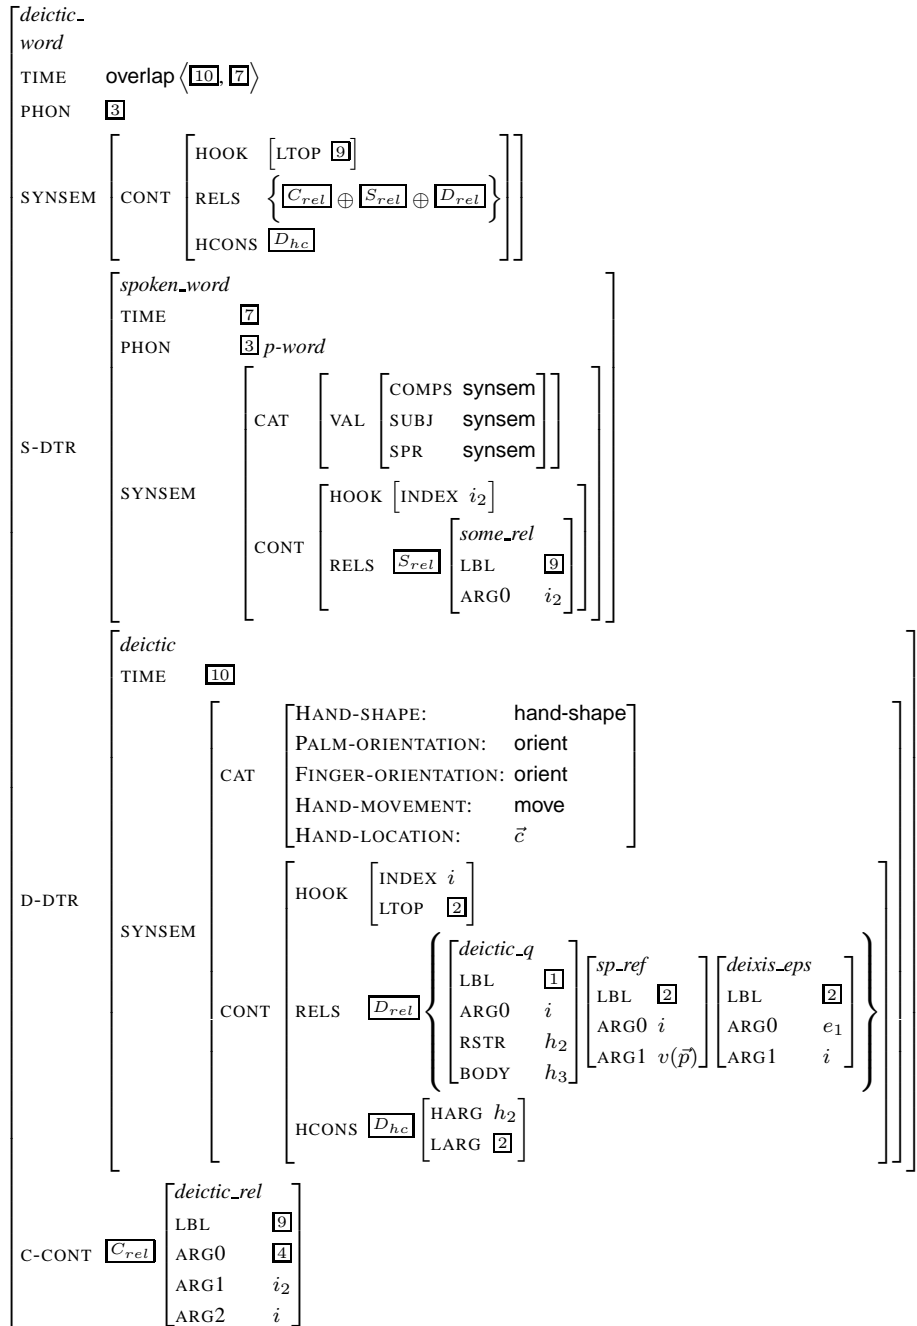 deictic_
word
TIME overlap ⟨10, 7⟩
PHON 3
SYNSEM
CONT
HOOK [LTOP 9]
RELS {C_rel ⊕ S_rel ⊕ D_rel}
HCONS D_hc
S-DTR
spoken_word
TIME 7
PHON 3 p-word
SYNSEM
CAT
VAL
COMPS synsem
SUBJ synsem
SPR synsem
CONT
HOOK [INDEX i₂]
RELS S_rel
some_rel
LBL 9
ARG0 i₂
D-DTR
deictic
TIME 10
SYNSEM
CAT
HAND-SHAPE: hand-shape
PALM-ORIENTATION: orient
FINGER-ORIENTATION: orient
HAND-MOVEMENT: move
HAND-LOCATION: c⃗
CONT
HOOK
INDEX i
LTOP 2
RELS D_rel
deictic_q
LBL 1
ARG0 i
RSTR h₂
BODY h₃
sp_ref
LBL 2
ARG0 i
ARG1 v(p⃗)
deixis_eps
LBL 2
ARG0 e₁
ARG1 i
HCONS D_hc
HARG h₂
LARG 2
C-CONT C_rel
deictic_rel
LBL 9
ARG0 4
ARG1 i₂
ARG2 i